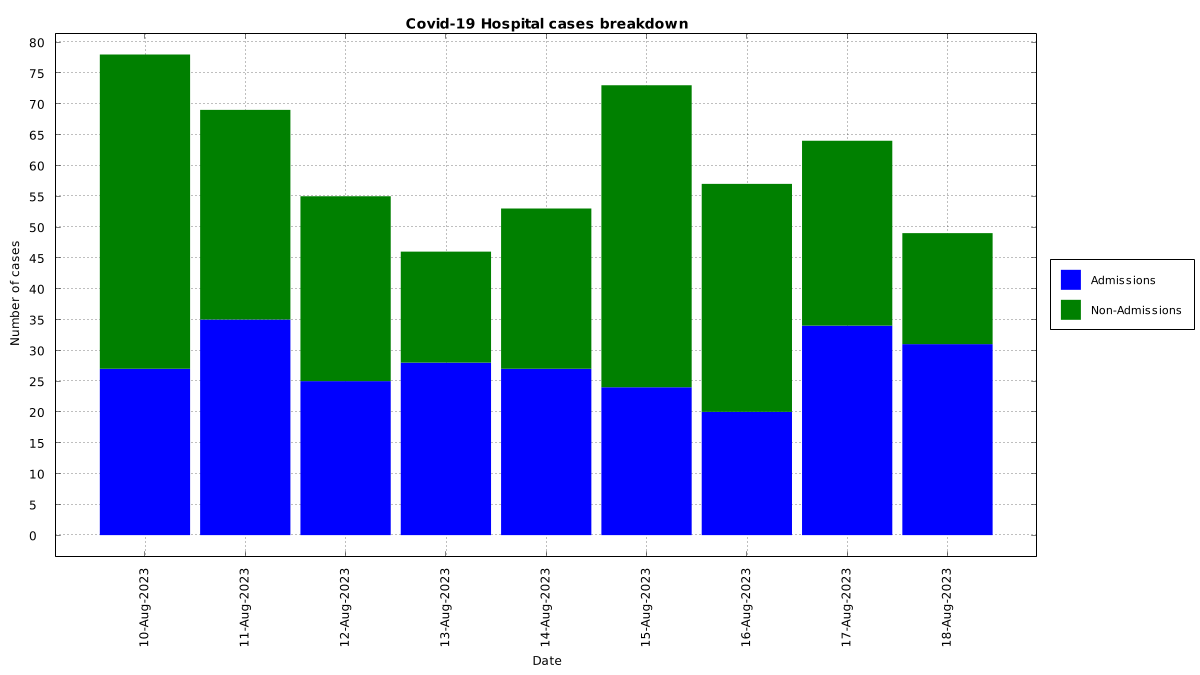 Covid-19 Hospital cases breakdown
80
75
70
65
60
55
50
45
40
35
30
25
20
15
10
5
0
Number of cases
Admissions
Non-Admissions
10-Aug-2023
11-Aug-2023
12-Aug-2023
13-Aug-2023
14-Aug-2023
15-Aug-2023
16-Aug-2023
17-Aug-2023
18-Aug-2023
Date